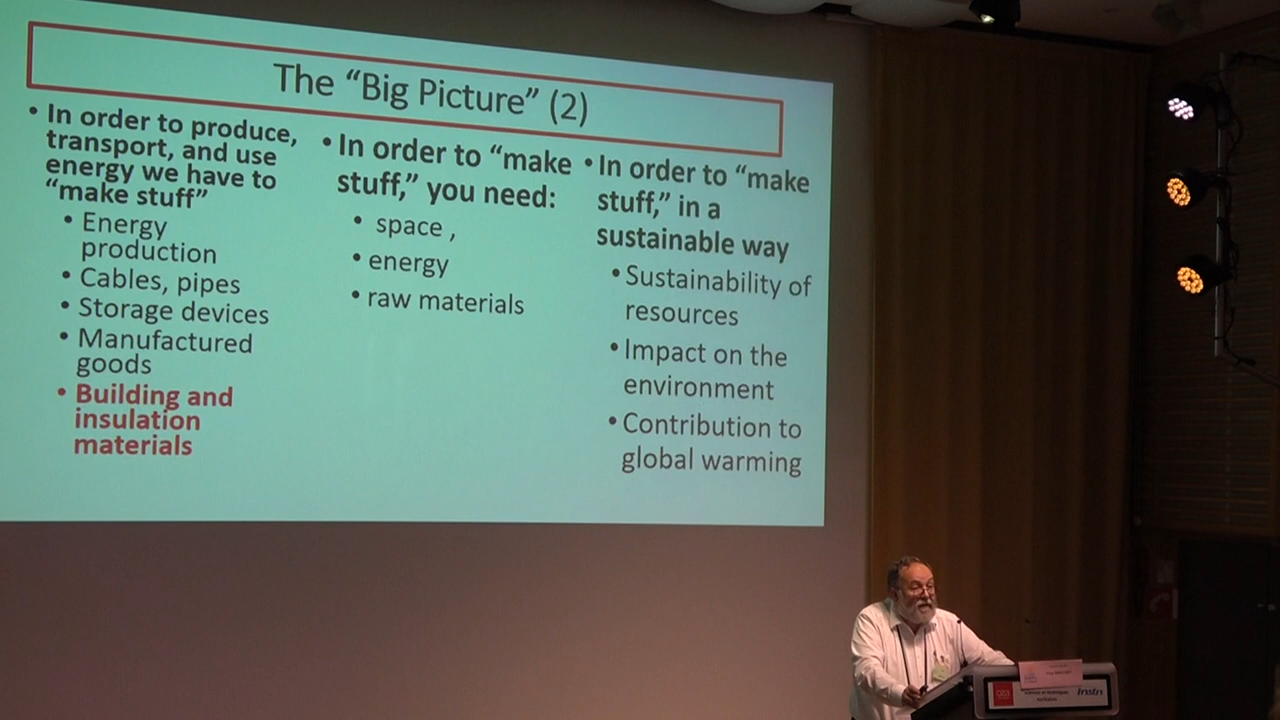 The “Big Picture” (2)
• In order to produce,
transport, and use
energy we have to
“make stuff”
• Energy
production
• Cables, pipes
• Storage devices
• Manufactured
goods
• Building and
insulation
materials
• In order to “make
stuff,” you need:
• space ,
• energy
• raw materials
• In order to “make
stuff,” in a
sustainable way
• Sustainability of
resources
• Impact on the
environment
• Contribution to
global warming
cea
instn